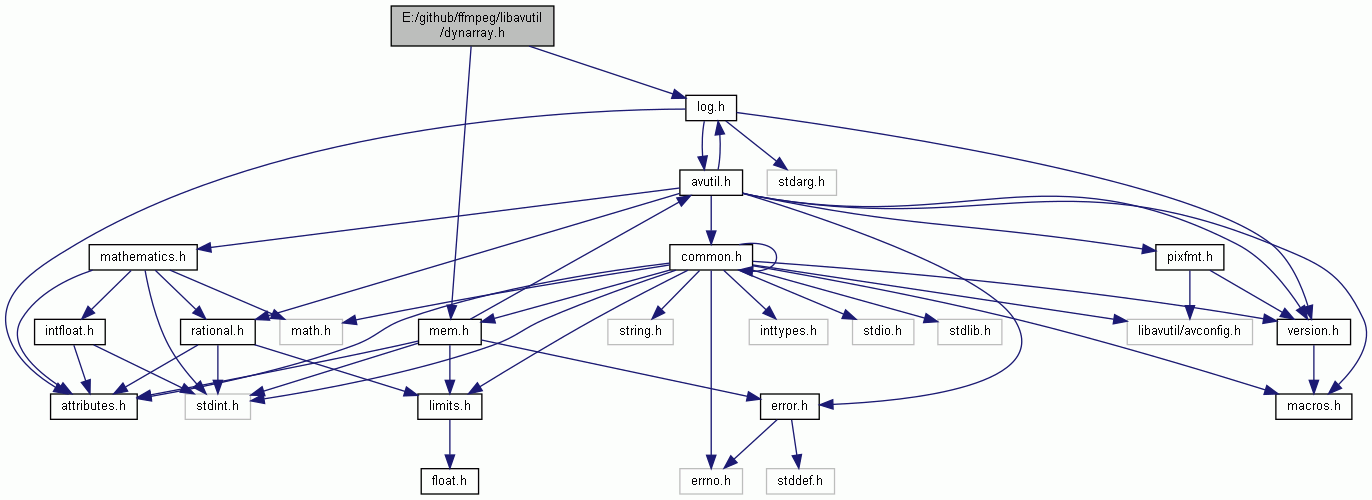 E:/github/ffmpeg/libavutil
/dynarray.h
log.h
avutil.h
stdarg.h
mathematics.h
common.h
pixfmt.h
intfloat.h
rational.h
math.h
mem.h
string.h
inttypes.h
stdio.h
stdlib.h
libavutil/avconfig.h
version.h
attributes.h
stdint.h
limits.h
error.h
macros.h
float.h
errno.h
stddef.h